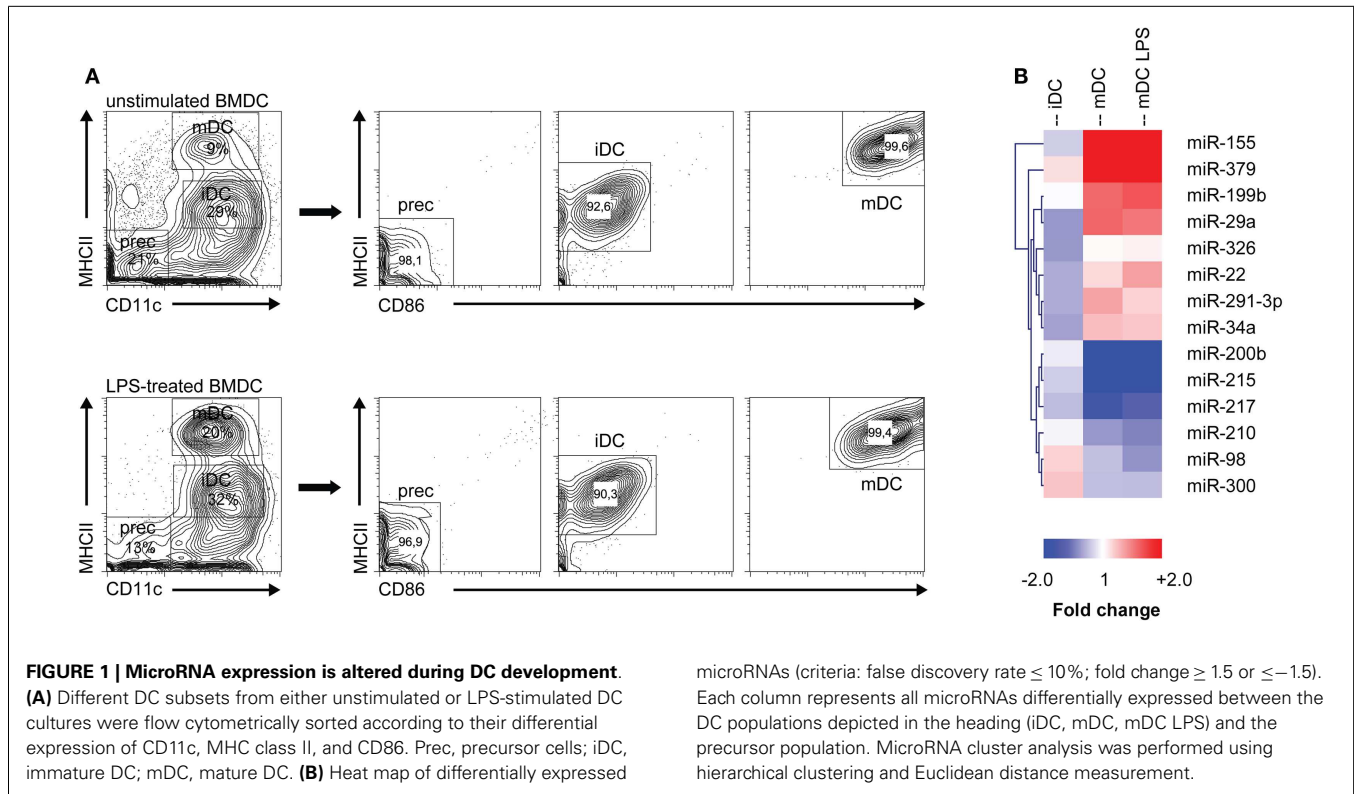 A
unstimulated BMDC
mDC
9%
iDC
29%
prec
21%
MHCII
CD11c
prec
98,1
iDC
92,6
99,6
mDC
MHCII
CD86
LPS-treated BMDC
mDC
20%
iDC
32%
prec
13%
MHCII
CD11c
prec
96,9
iDC
90,3
99,4
mDC
MHCII
CD86
B
-- iDC
-- mDC
-- mDC LPS
miR-155
miR-379
miR-199b
miR-29a
miR-326
miR-22
miR-291-3p
miR-34a
miR-200b
miR-215
miR-217
miR-210
miR-98
miR-300
-2.0 1 +2.0
Fold change
FIGURE 1 | MicroRNA expression is altered during DC development.
(A) Different DC subsets from either unstimulated or LPS-stimulated DC
cultures were flow cytometrically sorted according to their differential
expression of CD11c, MHC class II, and CD86. Prec, precursor cells; iDC,
immature DC; mDC, mature DC. (B) Heat map of differentially expressed
microRNAs (criteria: false discovery rate ≤ 10%; fold change ≥ 1.5 or ≤−1.5).
Each column represents all microRNAs differentially expressed between the
DC populations depicted in the heading (iDC, mDC, mDC LPS) and the
precursor population. MicroRNA cluster analysis was performed using
hierarchical clustering and Euclidean distance measurement.